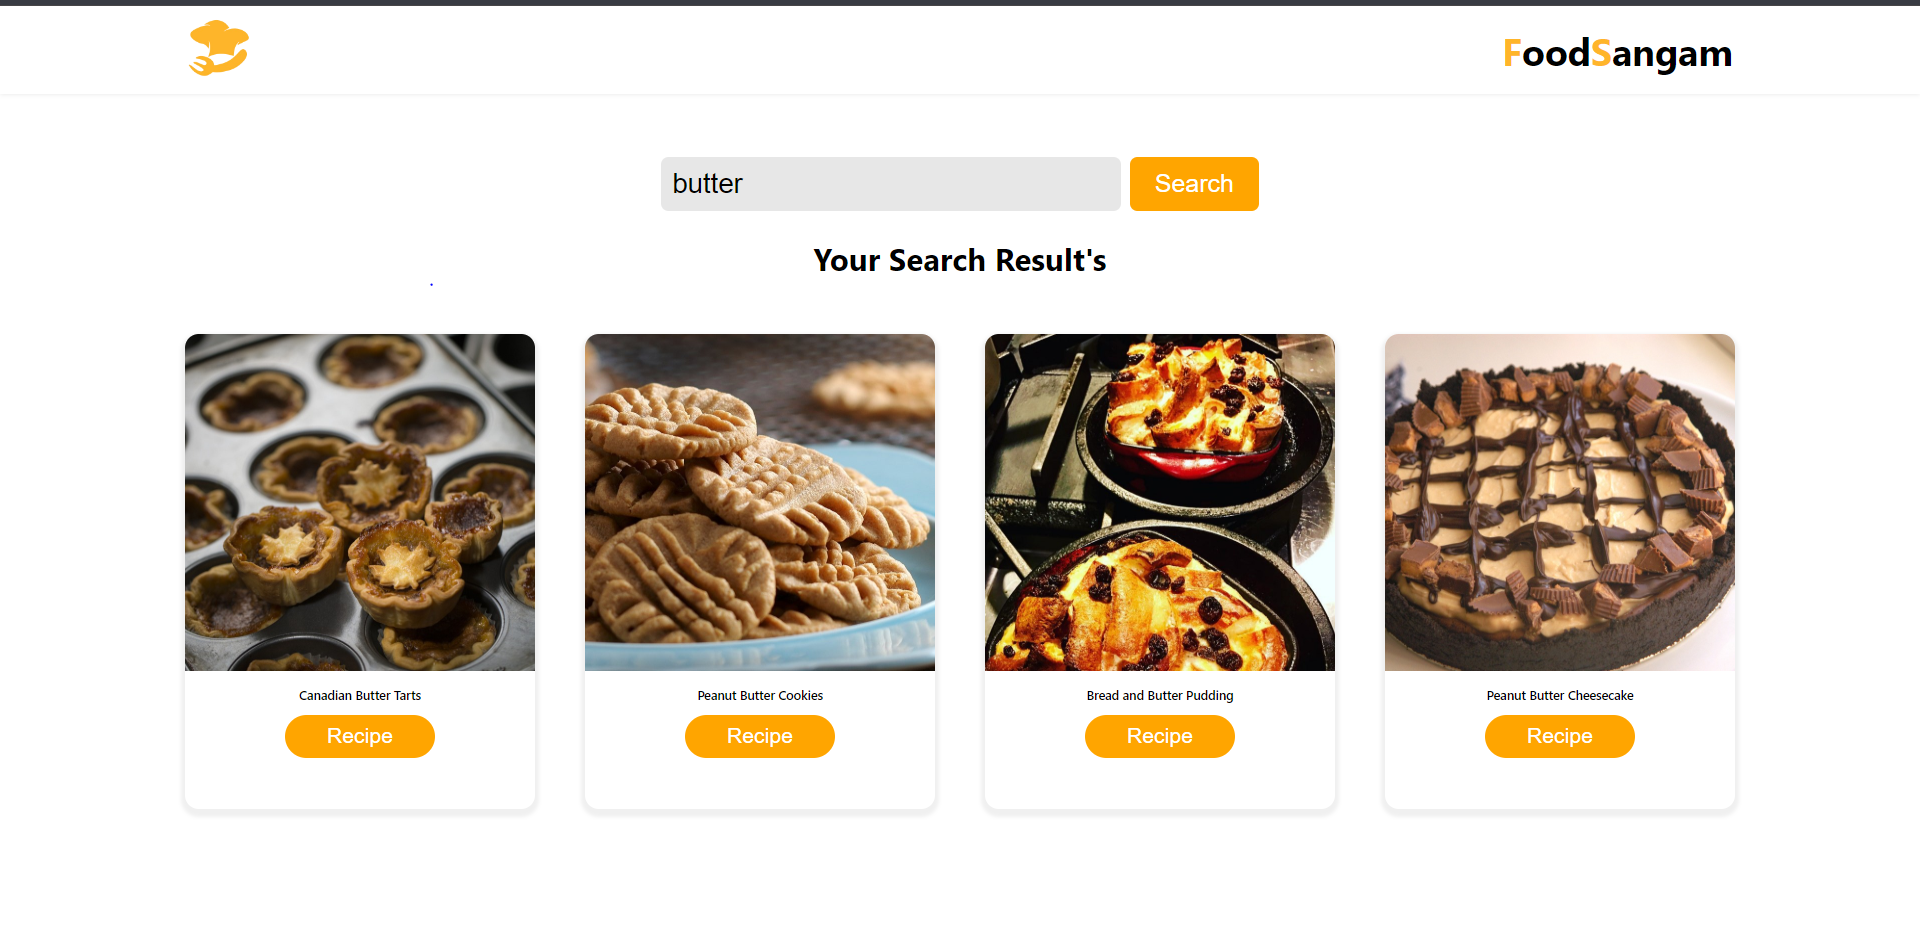 FoodSangam
butter
Search
Your Search Result's
Canadian Butter Tarts
Recipe
Peanut Butter Cookies
Recipe
Bread and Butter Pudding
Recipe
Peanut Butter Cheesecake
Recipe